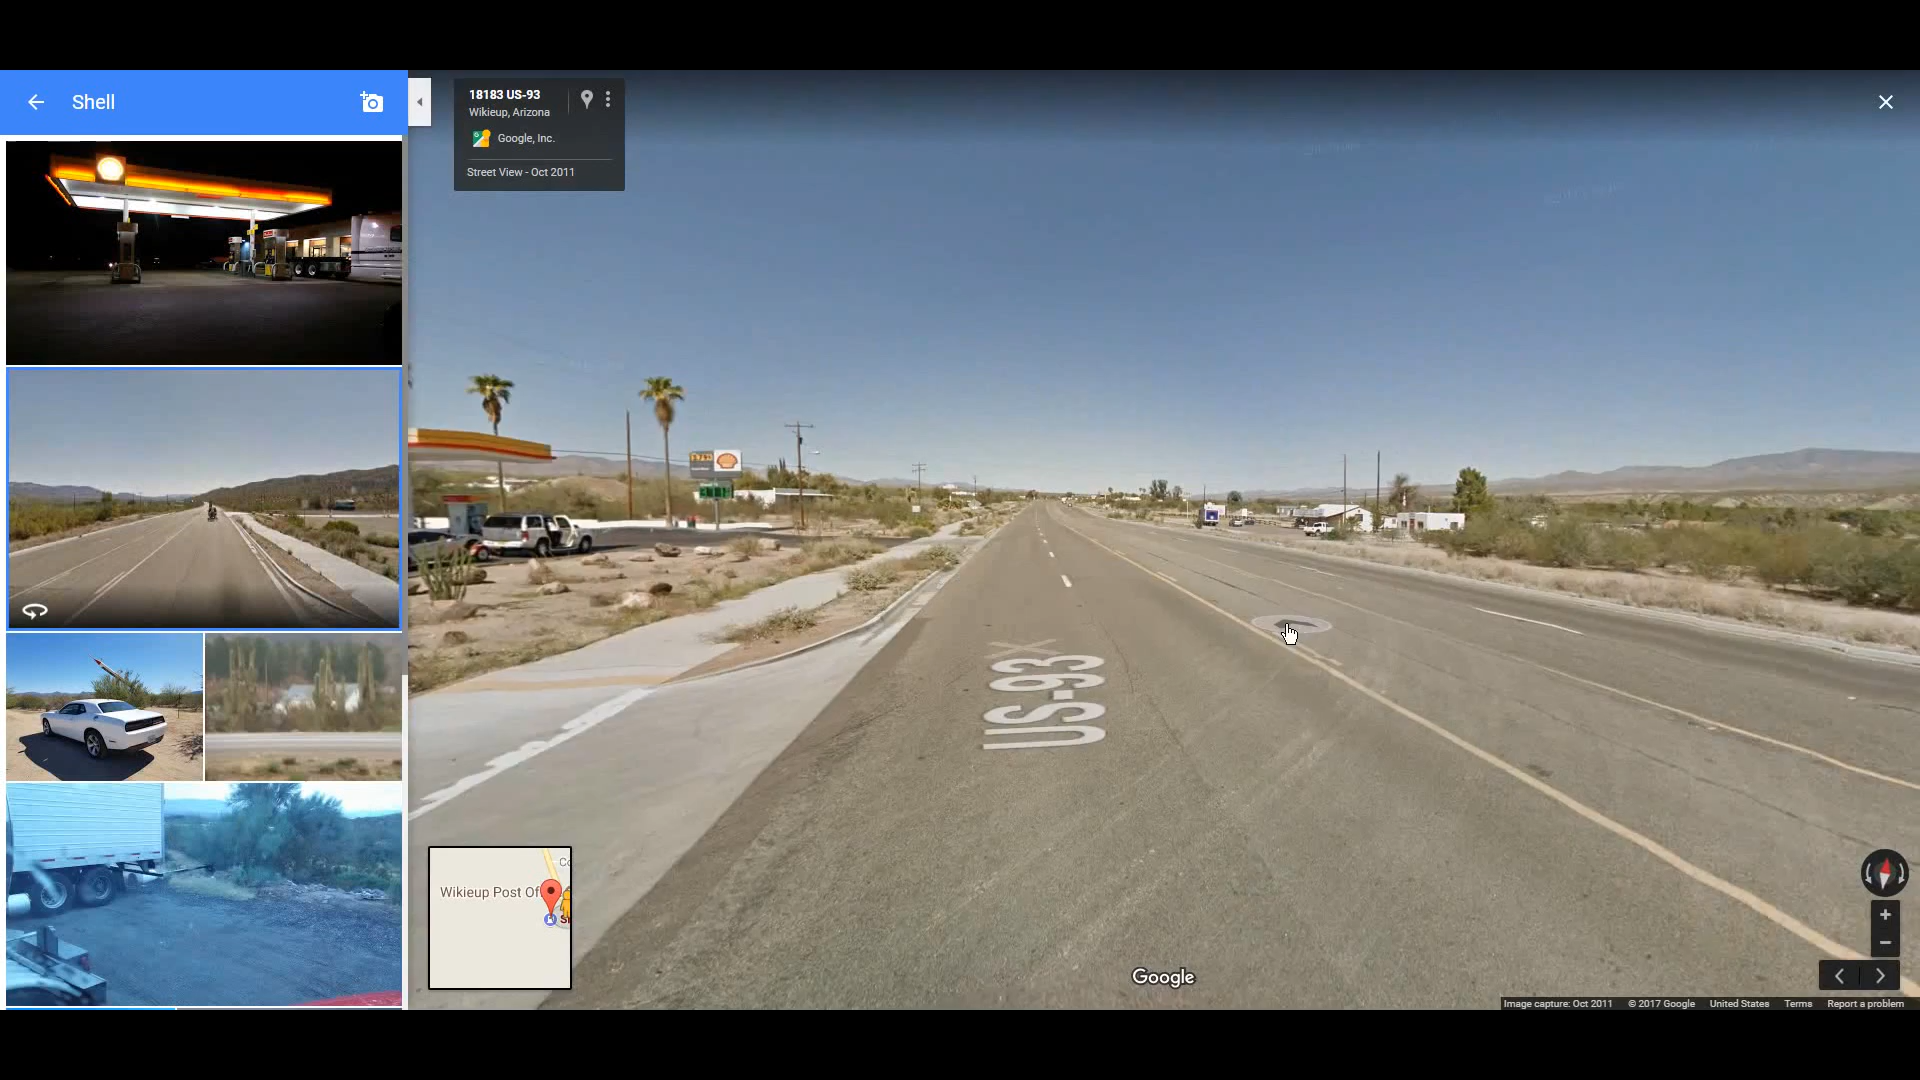 Shell
18183 US-93
Wikieup, Arizona
Google, Inc.
Street View - Oct 2011
US-93
Wikieup Post Of
Google
Image capture: Oct 2011 © 2017 Google United States Terms Report a problem